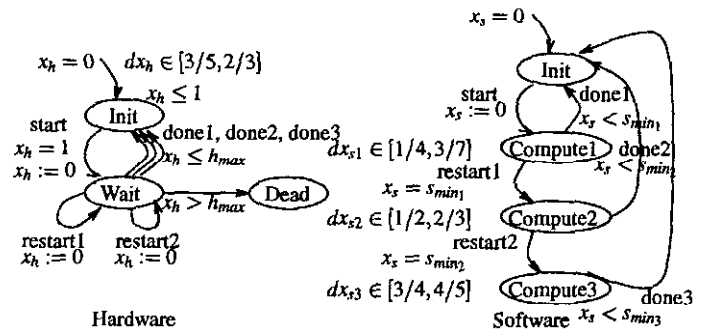 x_h = 0
dx_h ∈ [3/5, 2/3]
x_h ≤ 1
Init
start
x_h = 1
x_h := 0
done1, done2, done3
x_h ≤ h_max
Wait
x_h > h_max
Dead
restart1
x_h := 0
restart2
x_h := 0
Hardware
x_s = 0
Init
start
x_s := 0
done1
x_s < s_min1
dx_s1 ∈ [1/4, 3/7]
Compute1
done2
x_s < s_min2
restart1
x_s = s_min1
dx_s2 ∈ [1/2, 2/3]
Compute2
restart2
x_s = s_min2
dx_s3 ∈ [3/4, 4/5]
Compute3
done3
x_s < s_min3
Software